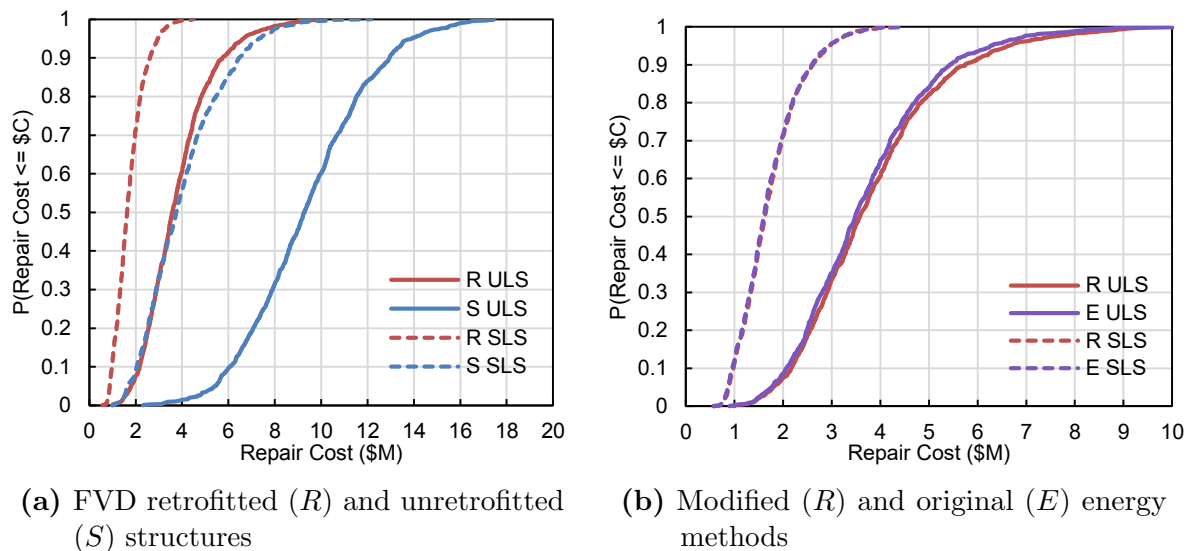 P(Repair Cost <= $C)
1
0.9
0.8
0.7
0.6
0.5
0.4
0.3
0.2
0.1
0
0 2 4 6 8 10 12 14 16 18 20
Repair Cost ($M)
R ULS
S ULS
R SLS
S SLS
(a) FVD retrofitted (R) and unretrofitted
(S) structures
P(Repair Cost <= $C)
1
0.9
0.8
0.7
0.6
0.5
0.4
0.3
0.2
0.1
0
0 1 2 3 4 5 6 7 8 9 10
Repair Cost ($M)
R ULS
E ULS
R SLS
E SLS
(b) Modified (R) and original (E) energy
methods